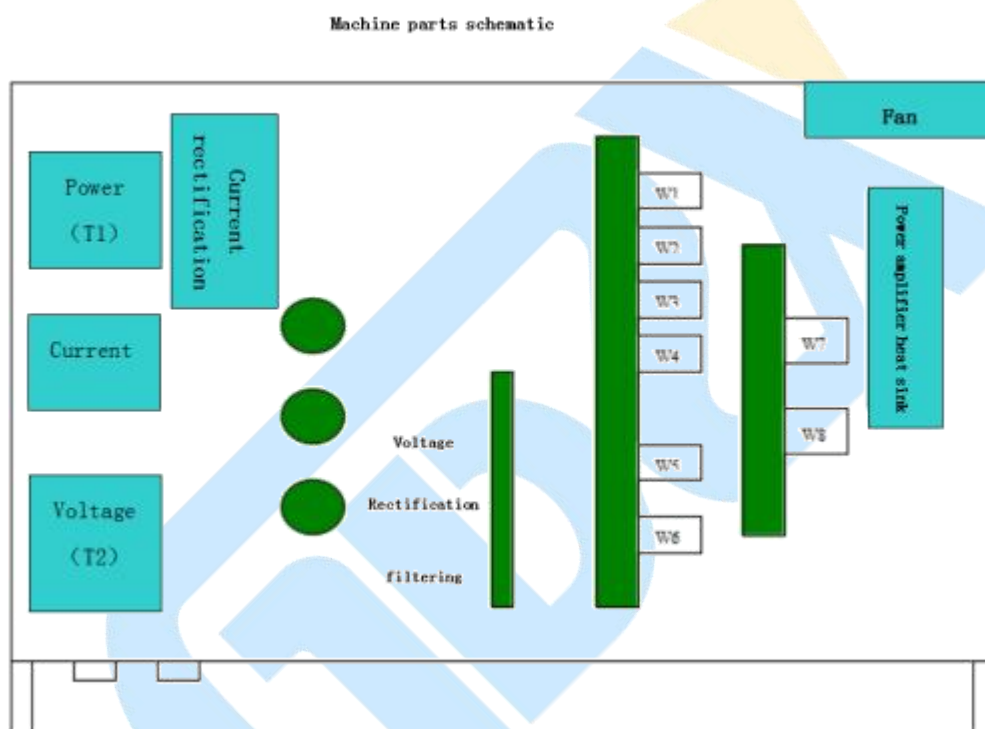 Machine parts schematic
Fan
Power
(T1)
Current
rectification
W1
W2
W3
W4
Power amplifier heat sink
Current
W7
W8
Voltage
Rectification
filtering
W5
W6
Voltage
(T2)